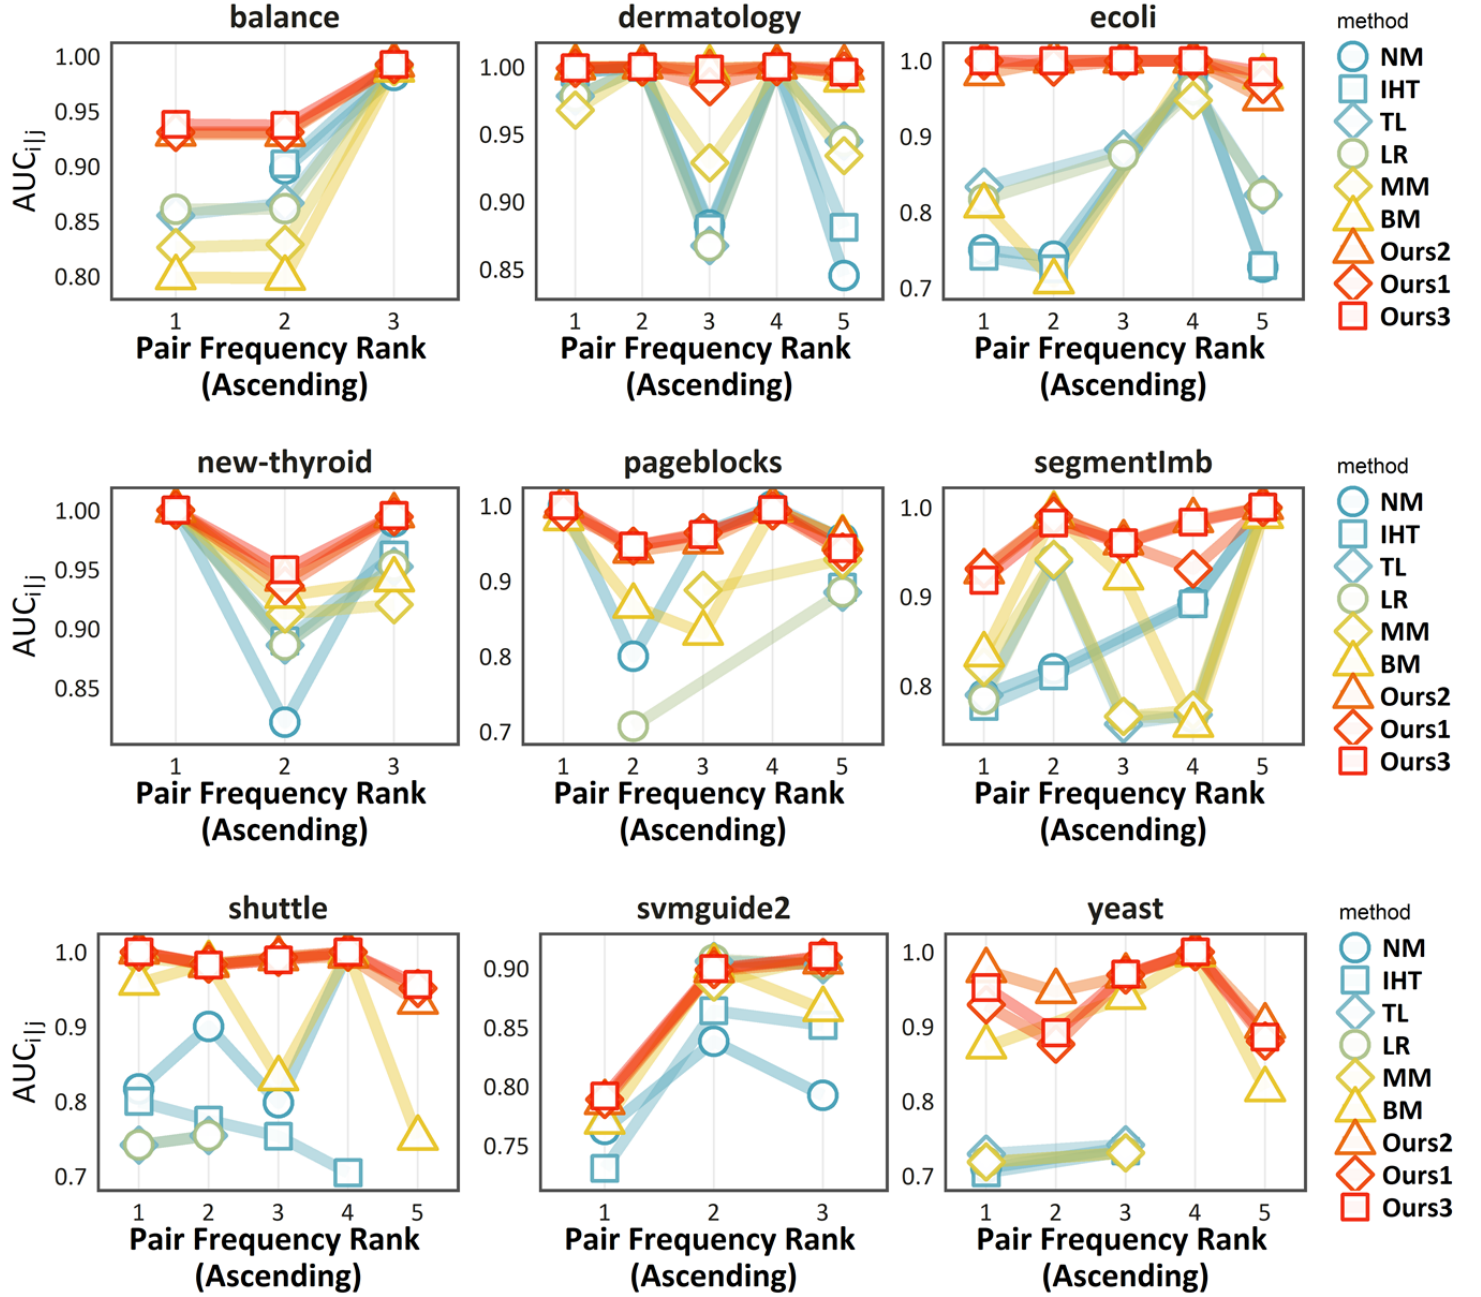 balance
dermatology
ecoli
AUCi|j
1.00
0.95
0.90
0.85
0.80
1 2 3
Pair Frequency Rank
(Ascending)
1.00
0.95
0.90
0.85
1 2 3 4 5
Pair Frequency Rank
(Ascending)
1.0
0.9
0.8
0.7
1 2 3 4 5
Pair Frequency Rank
(Ascending)
method
NM
IHT
TL
LR
MM
BM
Ours2
Ours1
Ours3
new-thyroid
pageblocks
segmentImb
AUCi|j
1.00
0.95
0.90
0.85
1 2 3
Pair Frequency Rank
(Ascending)
1.0
0.9
0.8
0.7
1 2 3 4 5
Pair Frequency Rank
(Ascending)
1.0
0.9
0.8
1 2 3 4 5
Pair Frequency Rank
(Ascending)
method
NM
IHT
TL
LR
MM
BM
Ours2
Ours1
Ours3
shuttle
svmguide2
yeast
AUCi|j
1.0
0.9
0.8
0.7
1 2 3 4 5
Pair Frequency Rank
(Ascending)
0.90
0.85
0.80
0.75
1 2 3
Pair Frequency Rank
(Ascending)
1.0
0.9
0.8
0.7
1 2 3 4 5
Pair Frequency Rank
(Ascending)
method
NM
IHT
TL
LR
MM
BM
Ours2
Ours1
Ours3